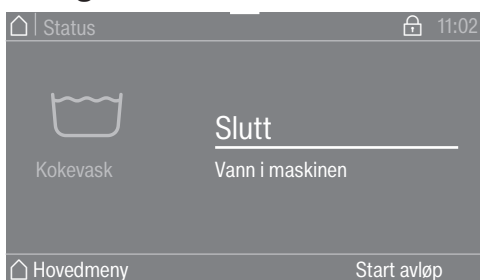 Status 11:02
Slutt
Kokevask Vann i maskinen
Hovedmeny Start avløp